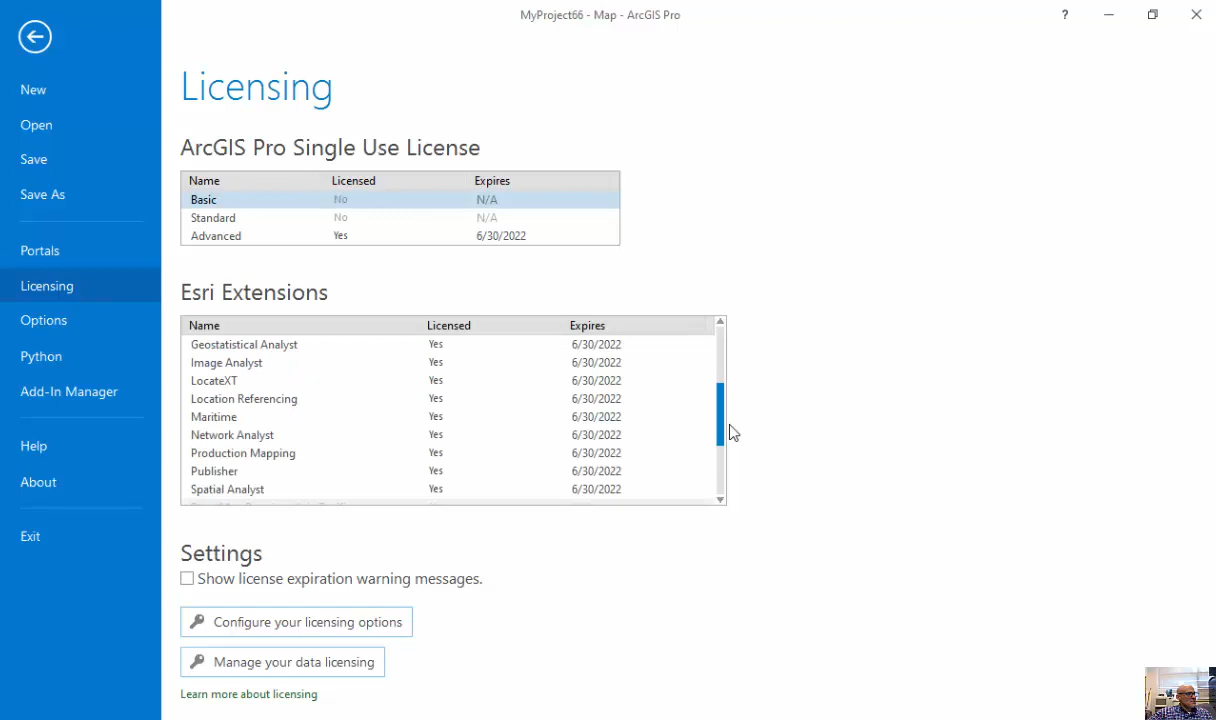 MyProject66 - Map - ArcGIS Pro
?
New
Open
Save
Save As
Portals
Licensing
Options
Python
Add-In Manager
Help
About
Exit
Licensing
ArcGIS Pro Single Use License
Name Licensed Expires
Basic No N/A
Standard No N/A
Advanced Yes 6/30/2022
Esri Extensions
Name Licensed Expires
Geostatistical Analyst Yes 6/30/2022
Image Analyst Yes 6/30/2022
LocateXT Yes 6/30/2022
Location Referencing Yes 6/30/2022
Maritime Yes 6/30/2022
Network Analyst Yes 6/30/2022
Production Mapping Yes 6/30/2022
Publisher Yes 6/30/2022
Spatial Analyst Yes 6/30/2022
Settings
Show license expiration warning messages.
Configure your licensing options
Manage your data licensing
Learn more about licensing